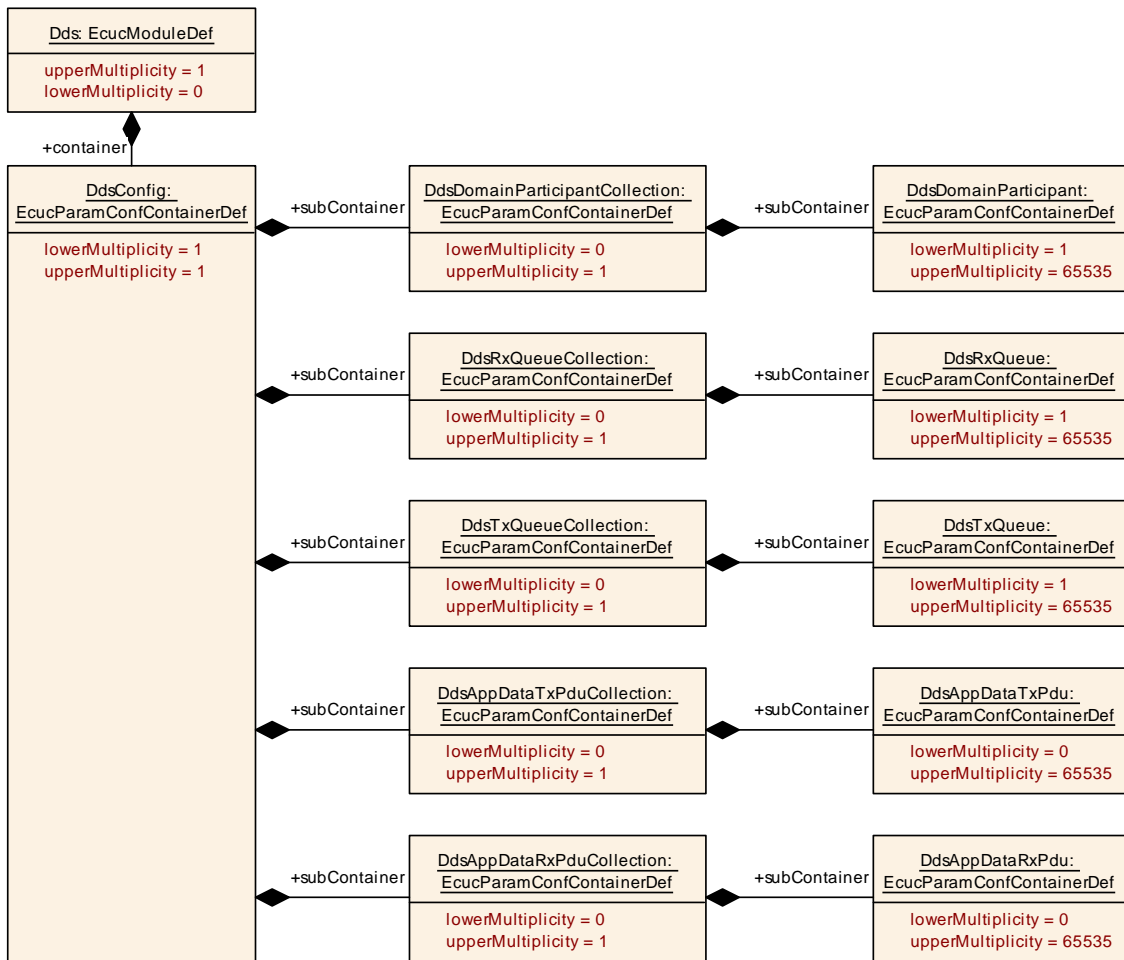 Dds: EcucModuleDef
upperMultiplicity = 1
lowerMultiplicity = 0
+container
DdsConfig:
EcucParamConfContainerDef
lowerMultiplicity = 1
upperMultiplicity = 1
+subContainer
DdsDomainParticipantCollection:
EcucParamConfContainerDef
lowerMultiplicity = 0
upperMultiplicity = 1
+subContainer
DdsDomainParticipant:
EcucParamConfContainerDef
lowerMultiplicity = 1
upperMultiplicity = 65535
+subContainer
DdsRxQueueCollection:
EcucParamConfContainerDef
lowerMultiplicity = 0
upperMultiplicity = 1
+subContainer
DdsRxQueue:
EcucParamConfContainerDef
lowerMultiplicity = 1
upperMultiplicity = 65535
+subContainer
DdsTxQueueCollection:
EcucParamConfContainerDef
lowerMultiplicity = 0
upperMultiplicity = 1
+subContainer
DdsTxQueue:
EcucParamConfContainerDef
lowerMultiplicity = 1
upperMultiplicity = 65535
+subContainer
DdsAppDataTxPduCollection:
EcucParamConfContainerDef
lowerMultiplicity = 0
upperMultiplicity = 1
+subContainer
DdsAppDataTxPdu:
EcucParamConfContainerDef
lowerMultiplicity = 0
upperMultiplicity = 65535
+subContainer
DdsAppDataRxPduCollection:
EcucParamConfContainerDef
lowerMultiplicity = 0
upperMultiplicity = 1
+subContainer
DdsAppDataRxPdu:
EcucParamConfContainerDef
lowerMultiplicity = 0
upperMultiplicity = 65535